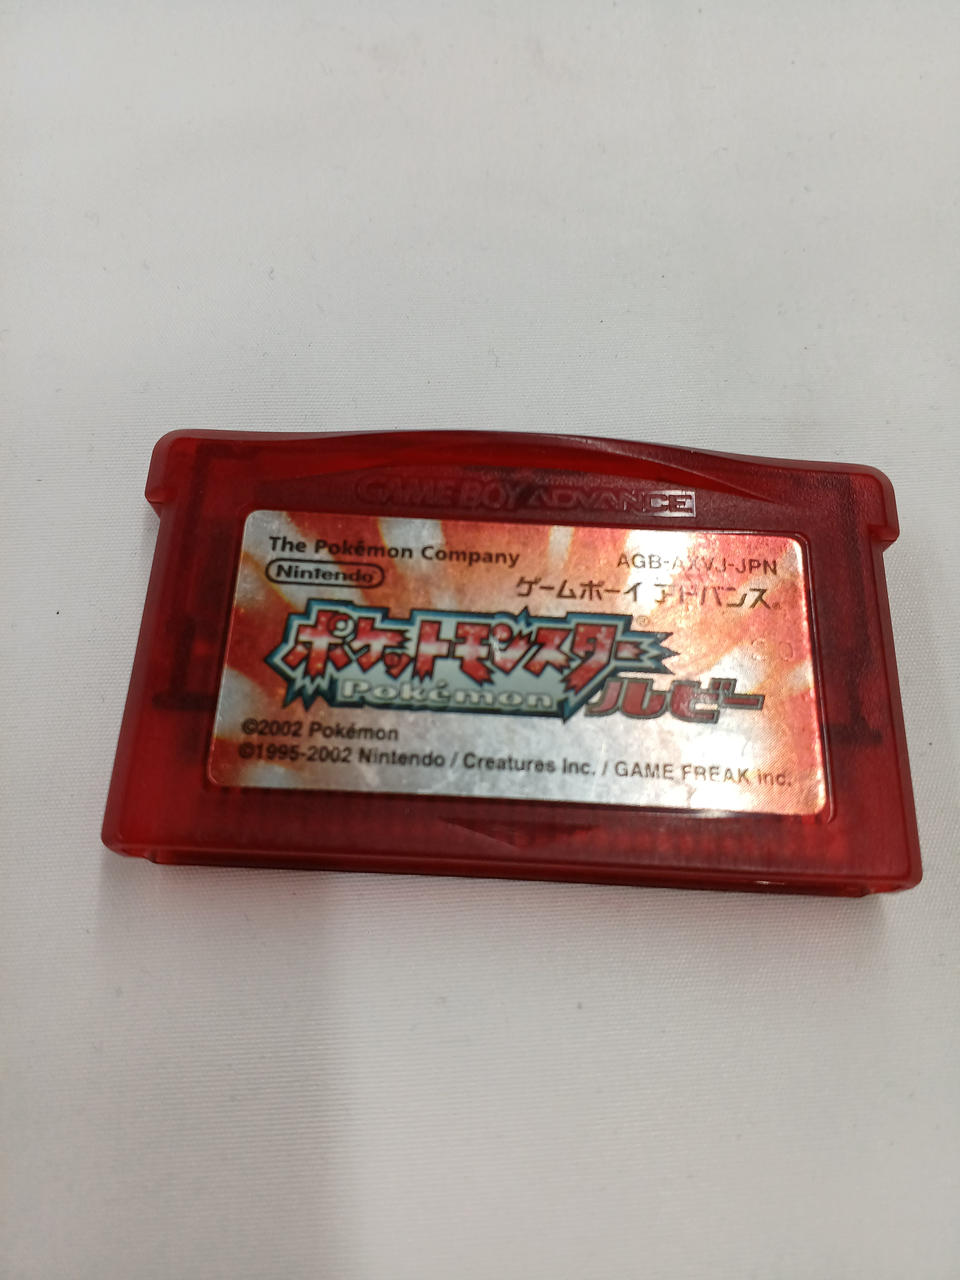 GAME BOY ADVANCE
The Pokémon Company
AGB-AXVJ-JPN
Nintendo
ゲームボーイアドバンス
ポケットモンスター®
Pokémon
ルビー
©2002 Pokémon
©1995-2002 Nintendo / Creatures Inc. / GAME FREAK inc.